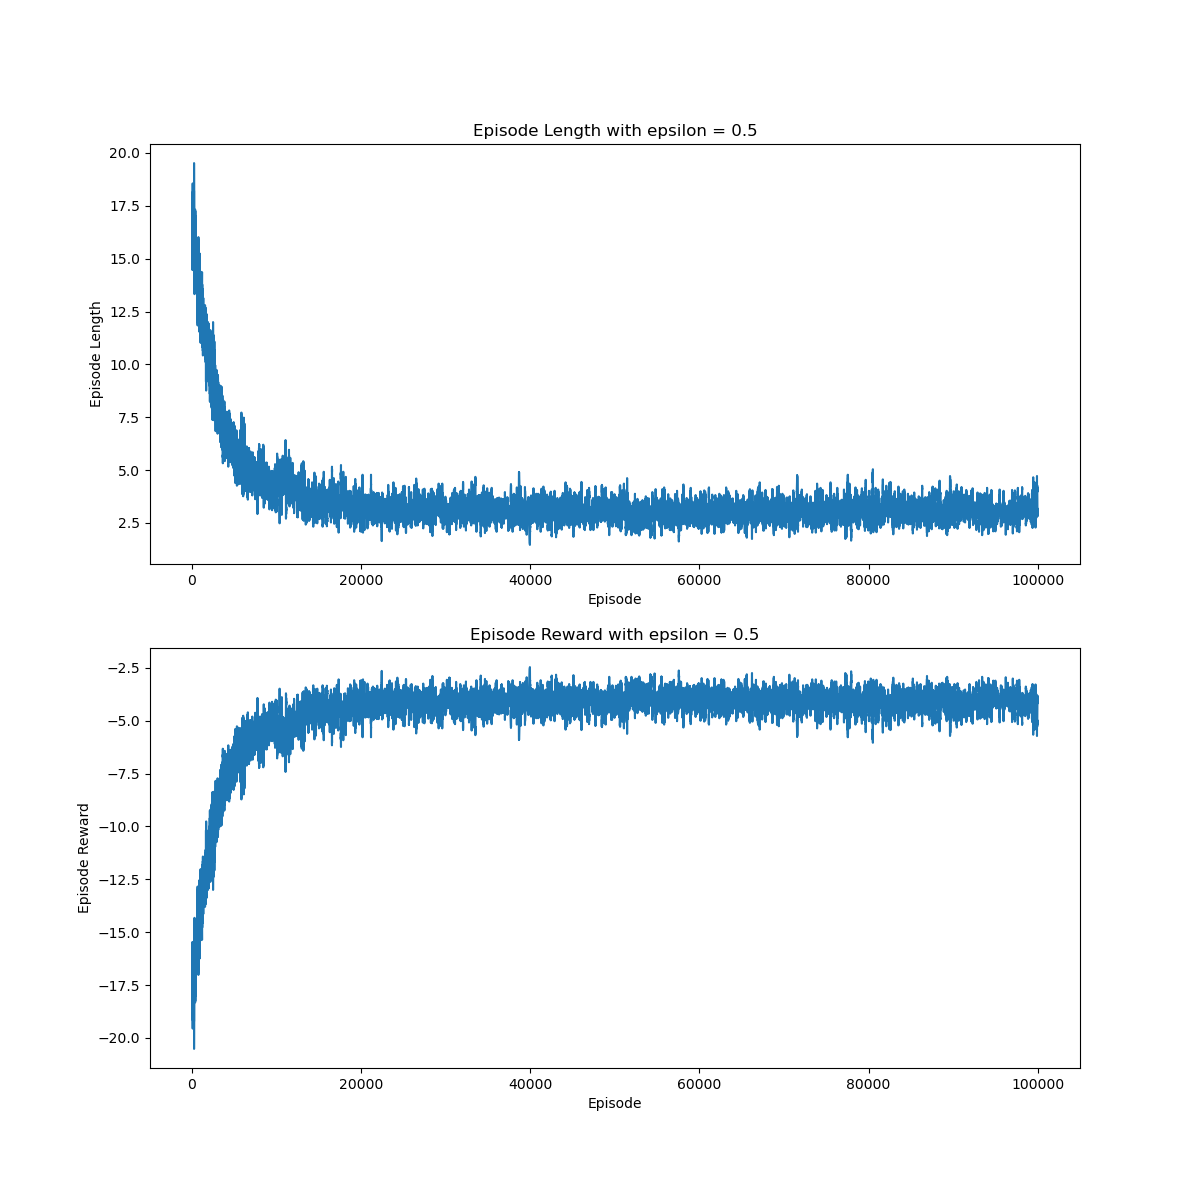 Episode Length with epsilon = 0.5
20.0
17.5
15.0
12.5
10.0
7.5
5.0
2.5
Episode Length
0 20000 40000 60000 80000 100000
Episode
Episode Reward with epsilon = 0.5
−2.5
−5.0
−7.5
−10.0
−12.5
−15.0
−17.5
−20.0
Episode Reward
0 20000 40000 60000 80000 100000
Episode